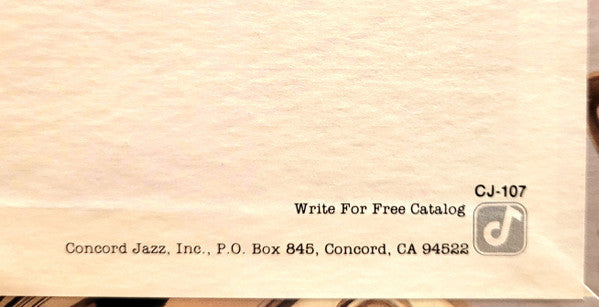 CJ-107
Write For Free Catalog
Concord Jazz, Inc., P.O. Box 845, Concord, CA 94522